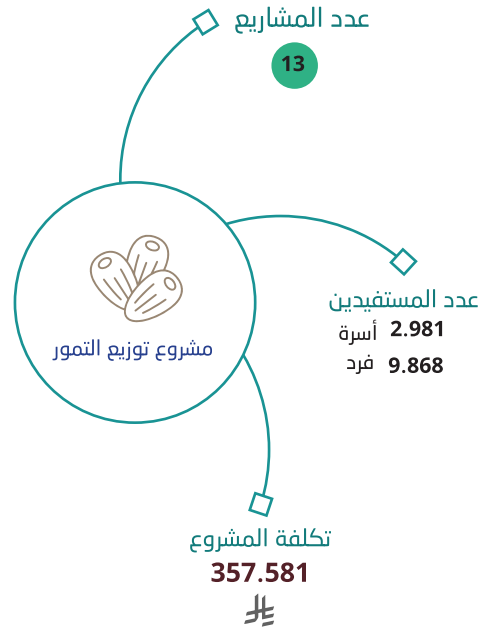 عدد المشاريع
13
عدد المستفيدين
2.981 أسرة
9.868 فرد
مشروع توزيع التمور
تكلفة المشروع
357.581